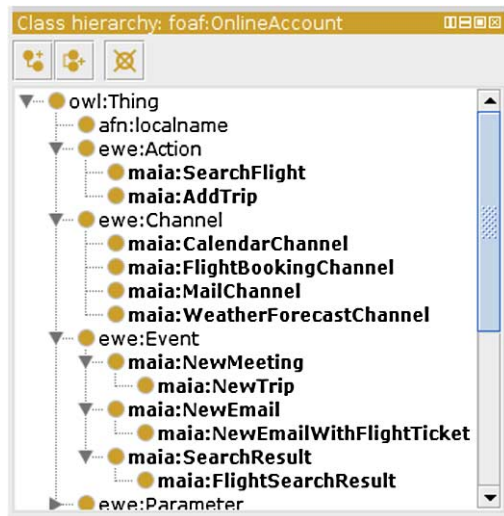 Class hierarchy: foaf:OnlineAccount
owl:Thing
afn:localname
ewe:Action
maia:SearchFlight
maia:AddTrip
ewe:Channel
maia:CalendarChannel
maia:FlightBookingChannel
maia:MailChannel
maia:WeatherForecastChannel
ewe:Event
maia:NewMeeting
maia:NewTrip
maia:NewEmail
maia:NewEmailWithFlightTicket
maia:SearchResult
maia:FlightSearchResult
ewe:Parameter